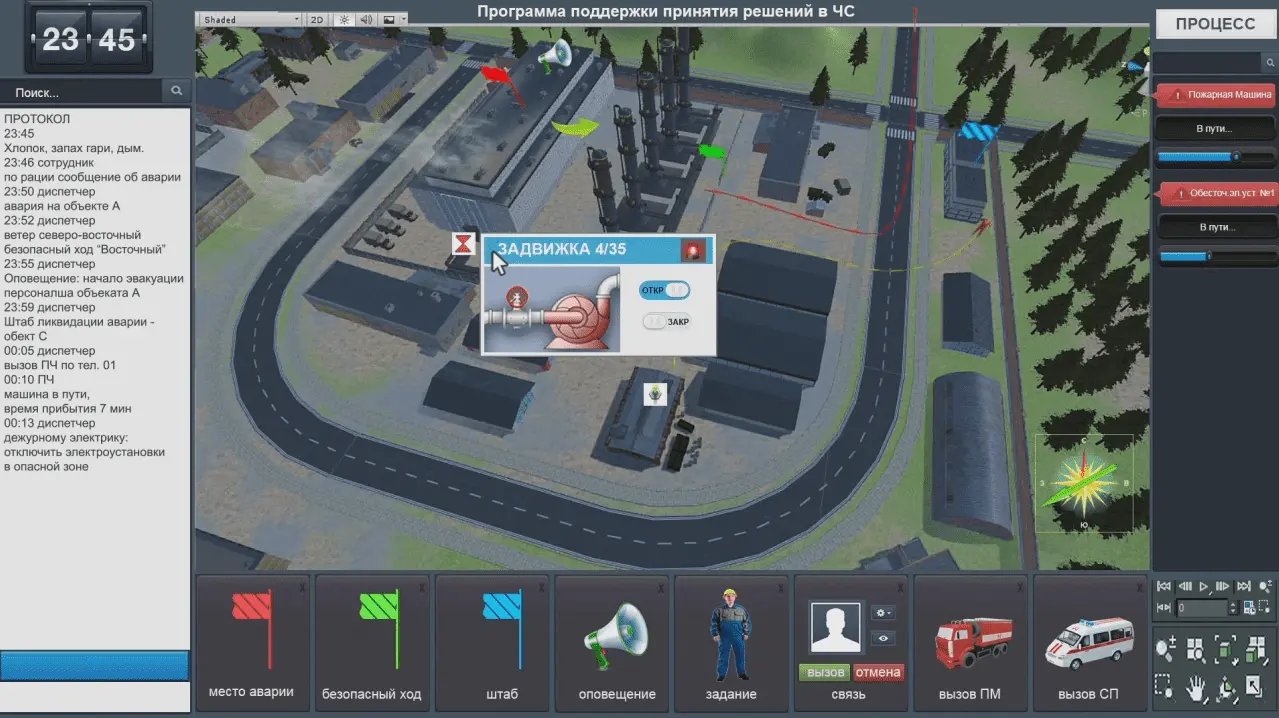 Программа поддержки принятия решений в ЧС
23 45
Shaded
2D
ПРОЦЕСС
Поиск...
ПРОТОКОЛ
23:45
Хлопок, запах гари, дым.
23:46 сотрудник
по рации сообщение об аварии
23:50 диспетчер
авария на объекте А
23:52 диспетчер
ветер северо-восточный
безопасный ход "Восточный"
23:55 диспетчер
Оповещение: начало эвакуации
персоналша объеката А
23:59 диспетчер
Штаб ликвидации аварии -
обект С
00:05 диспетчер
вызов ПЧ по тел. 01
00:10 ПЧ
машина в пути,
время прибытия 7 мин
00:13 диспетчер
дежурному электрику:
отключить электроустановки
в опасной зоне
ЗАДВИЖКА 4/35
ОТКР
ЗАКР
Пожарная Машина
В пути...
Обесточ.эл.уст. №1
В пути...
С
З
В
Ю
место аварии
безопасный ход
штаб
оповещение
задание
вызов
отмена
связь
вызов ПМ
вызов СП
0